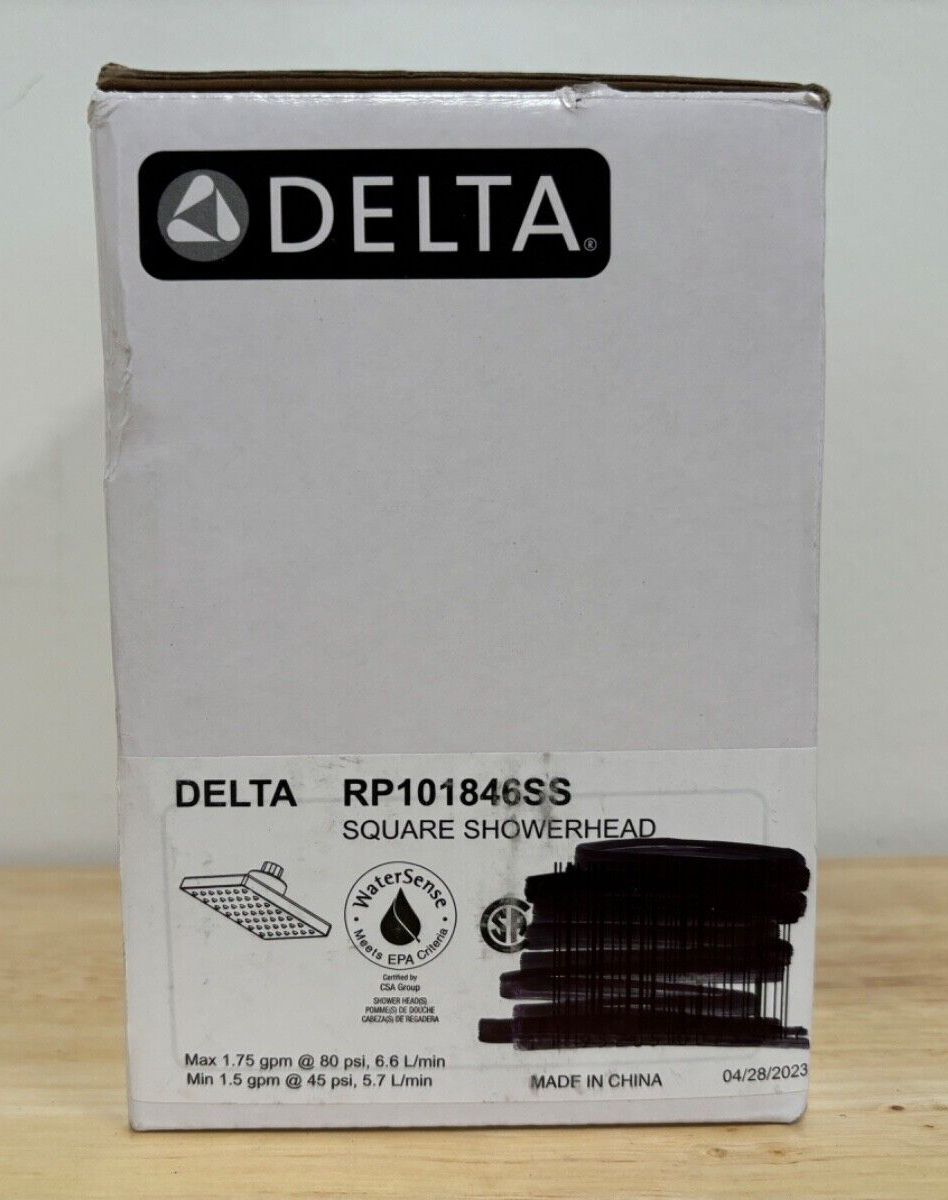 DELTA®
DELTA RP101846SS
SQUARE SHOWERHEAD
WaterSense
Meets EPA Criteria
Certified by
CSA Group
SHOWER HEAD(S)
POMME(S) DE DOUCHE
CABEZA(S) DE REGADERA
Max 1.75 gpm @ 80 psi, 6.6 L/min
Min 1.5 gpm @ 45 psi, 5.7 L/min
MADE IN CHINA
04/28/2023